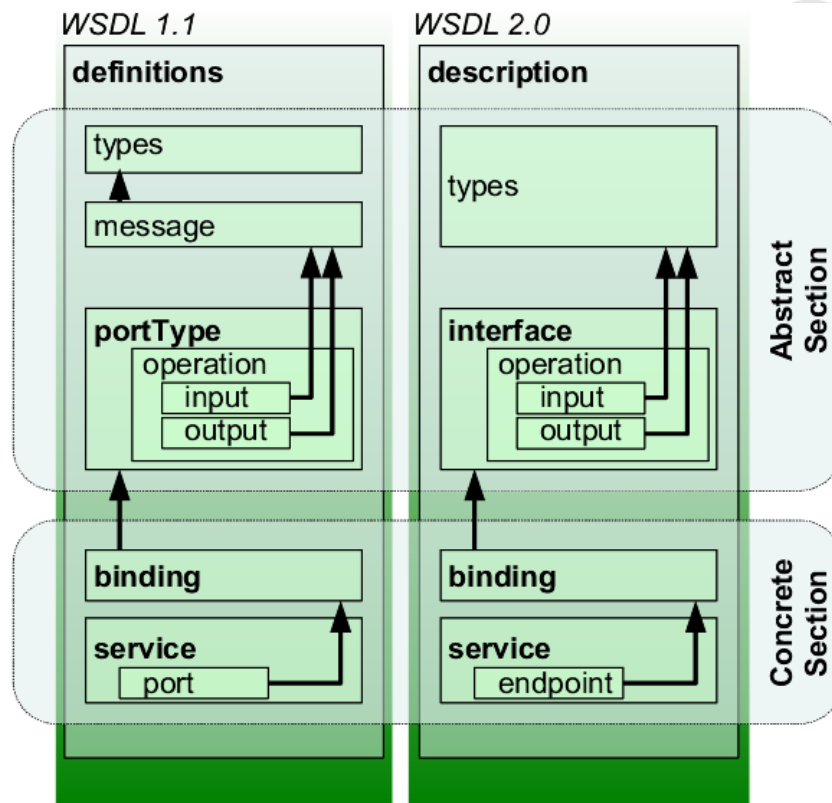 WSDL 1.1
definitions
types
message
portType
operation
input
output
binding
service
port
WSDL 2.0
description
types
interface
operation
input
output
binding
service
endpoint
Abstract
Section
Concrete
Section